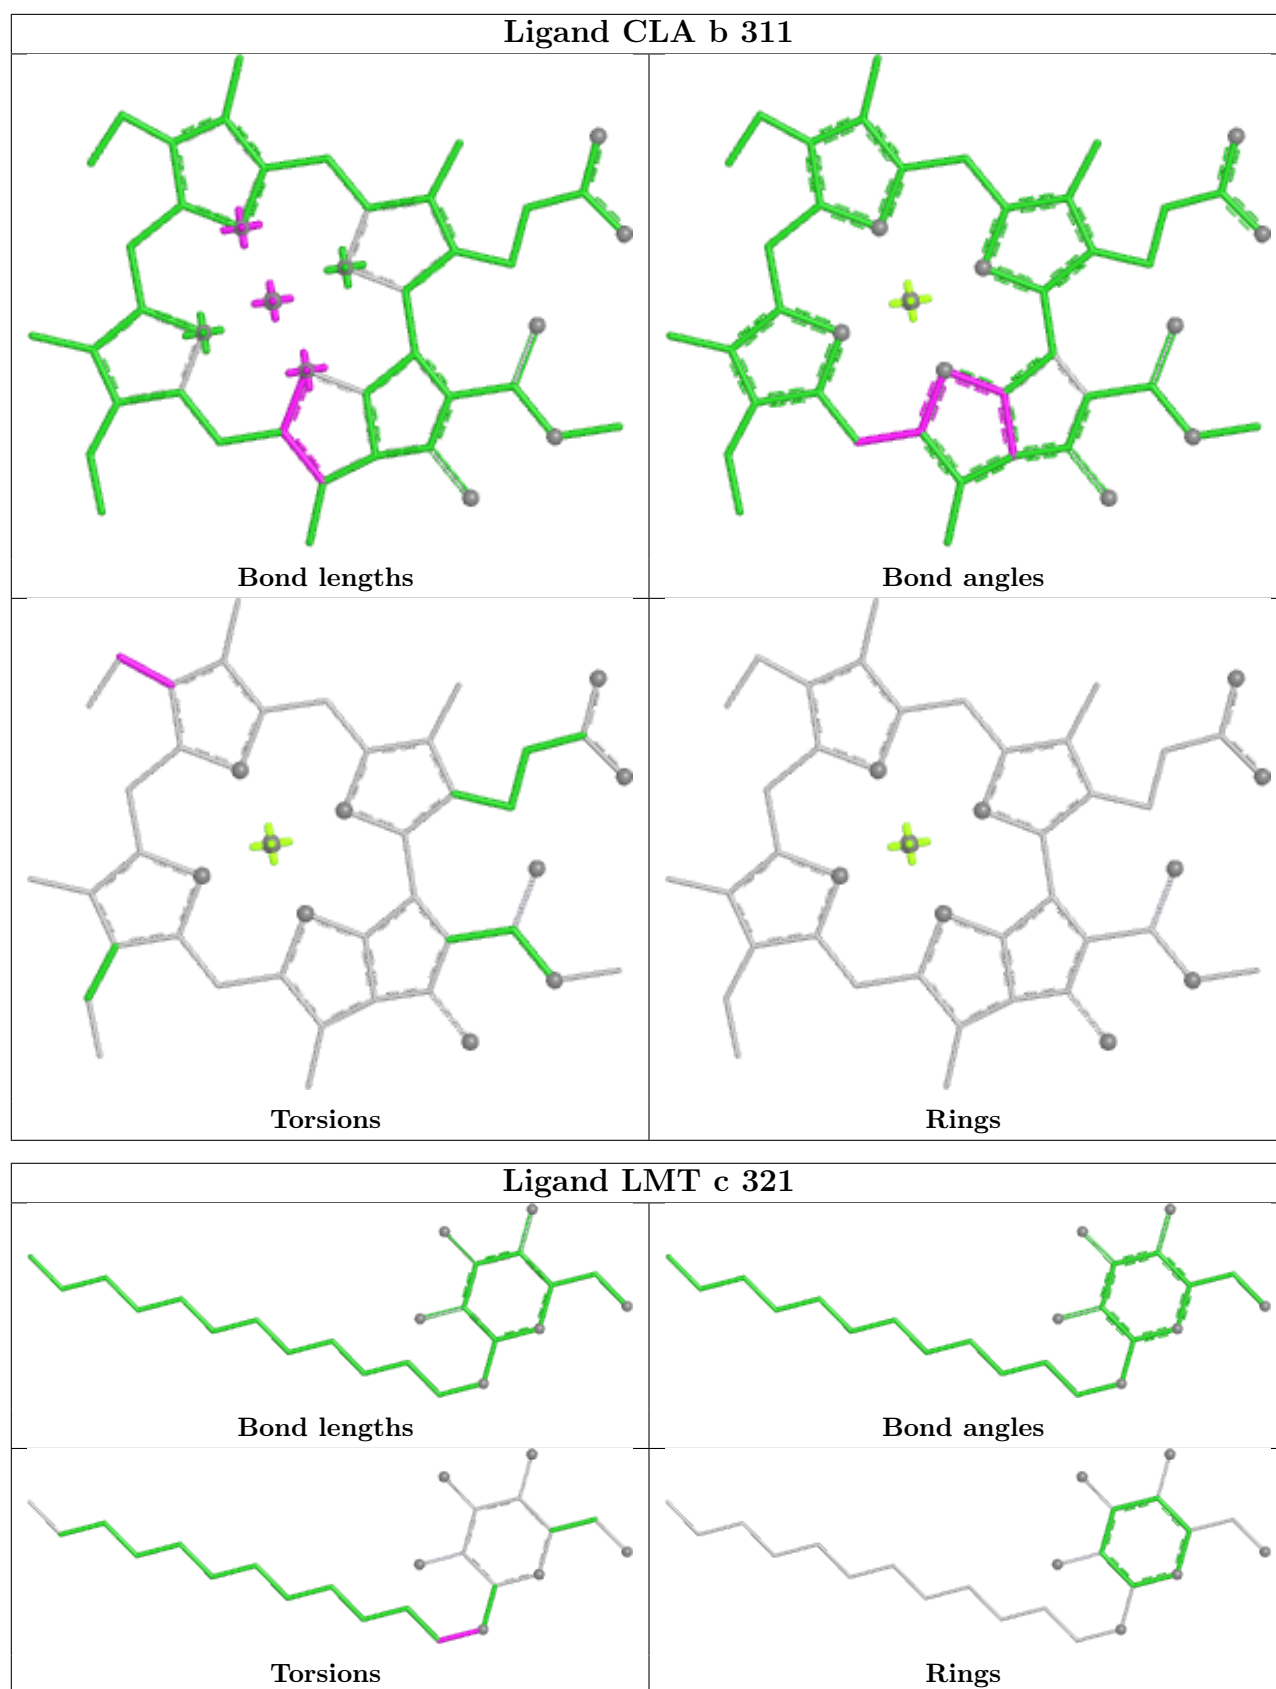 Ligand CLA b 311
Bond lengths
Bond angles
Torsions
Rings
Ligand LMT c 321
Bond lengths
Bond angles
Torsions
Rings